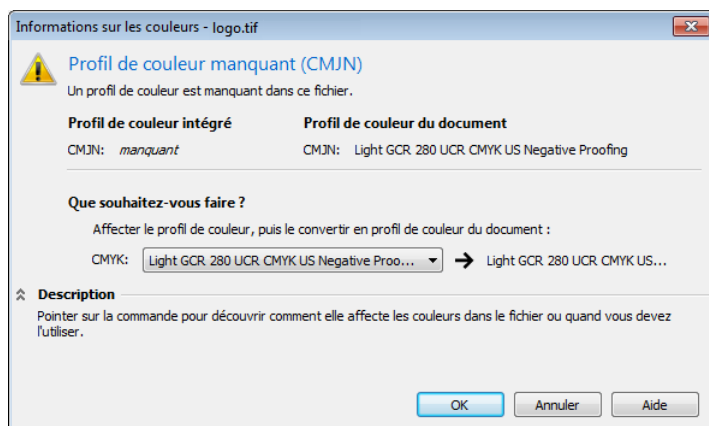 Informations sur les couleurs - logo.tif
Profil de couleur manquant (CMJN)
Un profil de couleur est manquant dans ce fichier.
Profil de couleur intégré
Profil de couleur du document
CMJN: manquant
CMJN: Light GCR 280 UCR CMYK US Negative Proofing
Que souhaitez-vous faire ?
Affecter le profil de couleur, puis le convertir en profil de couleur du document :
CMYK: Light GCR 280 UCR CMYK US Negative Proo... Light GCR 280 UCR CMYK US...
Description
Pointer sur la commande pour découvrir comment elle affecte les couleurs dans le fichier ou quand vous devez
l'utiliser.
OK Annuler Aide